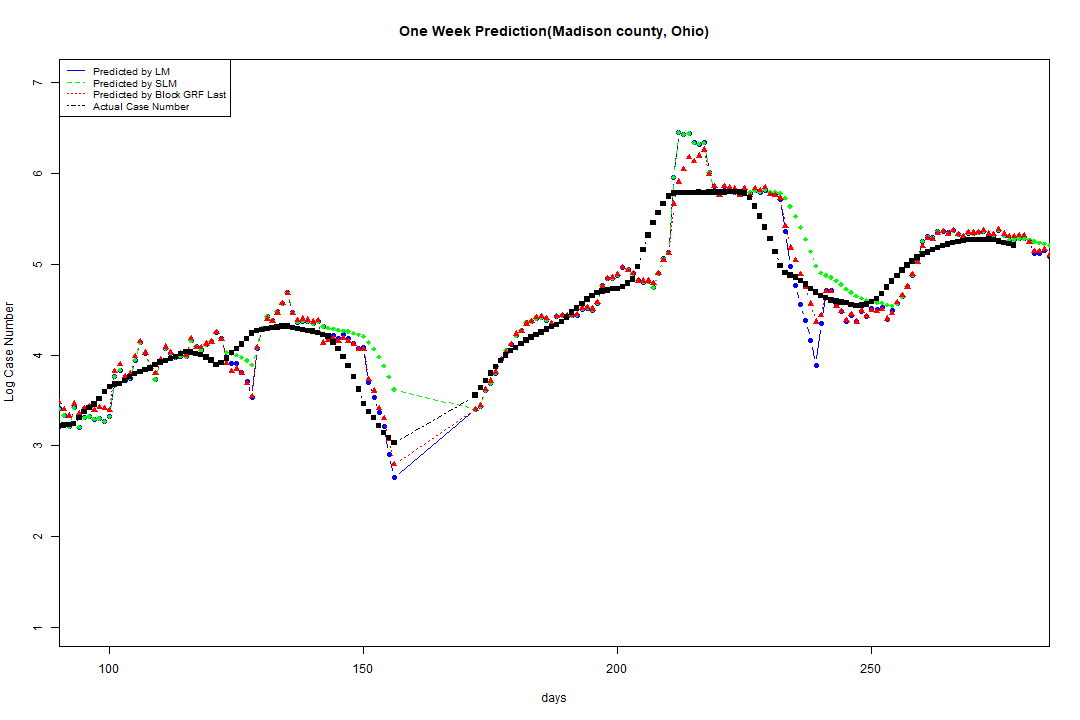 One Week Prediction(Madison county, Ohio)
Predicted by LM
Predicted by SLM
Predicted by Block GRF Last
Actual Case Number
7
6
5
4
3
2
1
Log Case Number
100
150
200
250
days